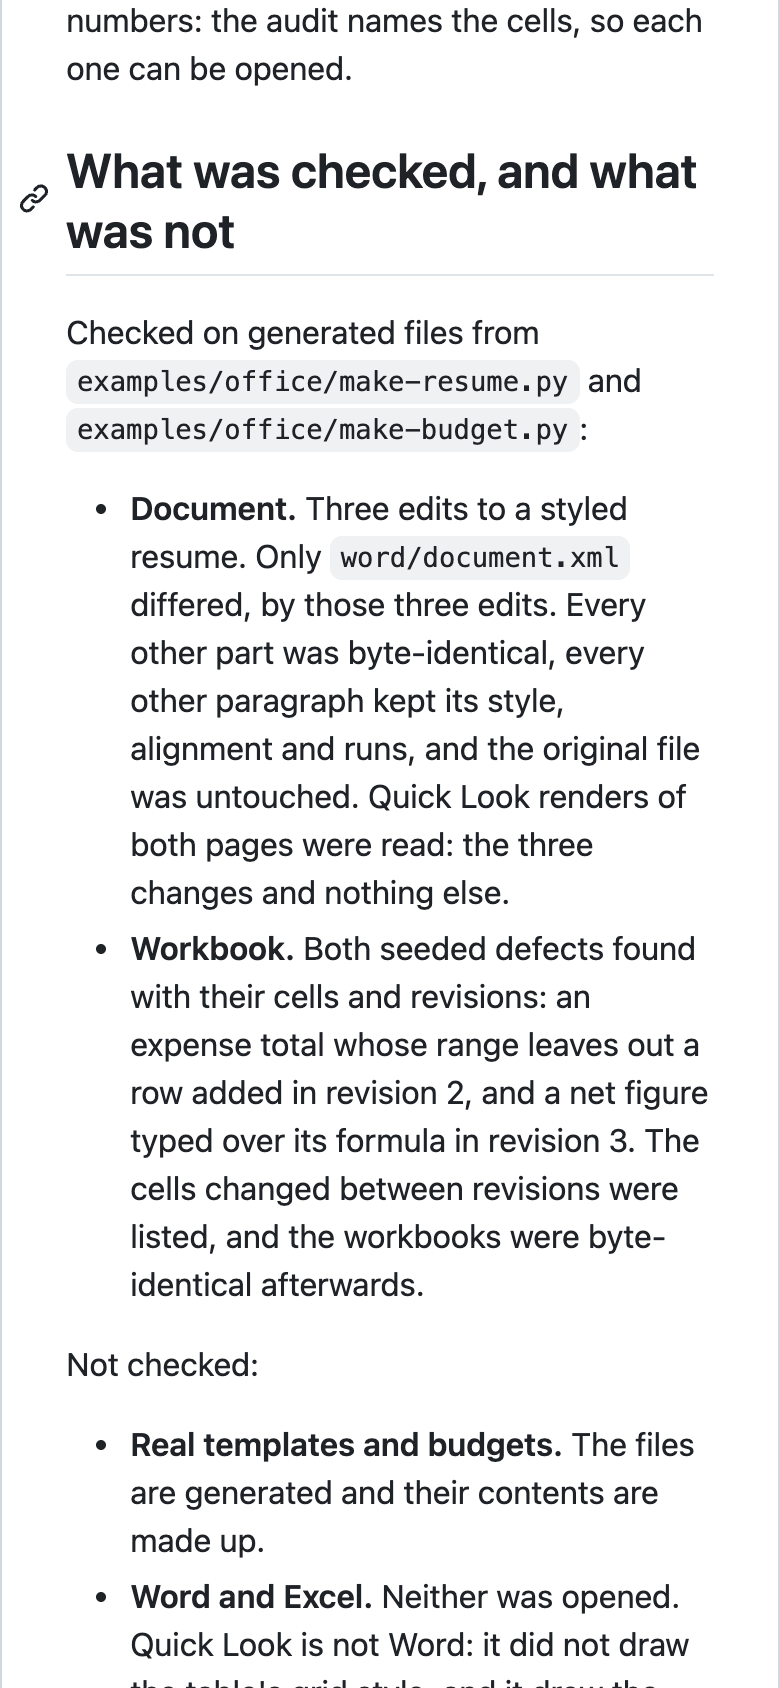 numbers: the audit names the cells, so each
one can be opened.
What was checked, and what
was not
Checked on generated files from
examples/office/make-resume.py and
examples/office/make-budget.py:
• Document. Three edits to a styled
resume. Only word/document.xml
differed, by those three edits. Every
other part was byte-identical, every
other paragraph kept its style,
alignment and runs, and the original file
was untouched. Quick Look renders of
both pages were read: the three
changes and nothing else.
• Workbook. Both seeded defects found
with their cells and revisions: an
expense total whose range leaves out a
row added in revision 2, and a net figure
typed over its formula in revision 3. The
cells changed between revisions were
listed, and the workbooks were byte-
identical afterwards.
Not checked:
• Real templates and budgets. The files
are generated and their contents are
made up.
• Word and Excel. Neither was opened.
Quick Look is not Word: it did not draw
the table's grid style, and it drew the